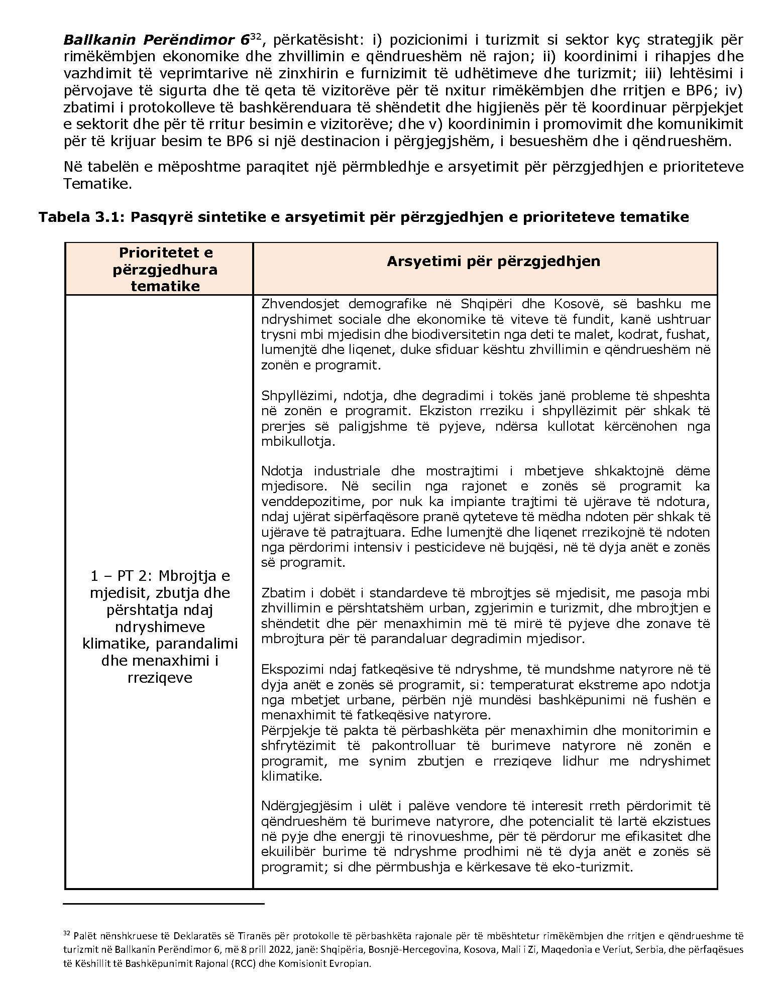 Ballkanin Perëndimor 6³², përkatësisht: i) pozicionimi i turizmit si sektor kyç strategjik për
rimëkëmbjen ekonomike dhe zhvillimin e qëndrueshëm në rajon; ii) koordinimi i rihapjes dhe
vazhdimit të veprimtarive në zinxhirin e furnizimit të udhëtimeve dhe turizmit; iii) lehtësimi i
përvojave të sigurta dhe të qeta të vizitorëve për të nxitur rimëkëmbjen dhe rritjen e BP6; iv)
zbatimi i protokolleve të bashkërenduara të shëndetit dhe higjienës për të koordinuar përpjekjet
e sektorit dhe për të rritur besimin e vizitorëve; dhe v) koordinimin i promovimit dhe komunikimit
për të krijuar besim te BP6 si një destinacion i përgjegjshëm, i besueshëm dhe i qëndrueshëm.
Në tabelën e mëposhtme paraqitet një përmbledhje e arsyetimit për përzgjedhjen e prioriteteve
Tematike.
Tabela 3.1: Pasqyrë sintetike e arsyetimit për përzgjedhjen e prioriteteve tematike
Prioritetet e
përzgjedhura
tematike
Arsyetimi për përzgjedhjen
1 – PT 2: Mbrojtja e
mjedisit, zbutja dhe
përshtatja ndaj
ndryshimeve
klimatike, parandalimi
dhe menaxhimi i
rreziqeve
Zhvendosjet demografike në Shqipëri dhe Kosovë, së bashku me
ndryshimet sociale dhe ekonomike të viteve të fundit, kanë ushtruar
trysni mbi mjedisin dhe biodiversitetin nga deti te malet, kodrat, fushat,
lumenjtë dhe liqenet, duke sfiduar kështu zhvillimin e qëndrueshëm në
zonën e programit.
Shpyllëzimi, ndotja, dhe degradimi i tokës janë probleme të shpeshta
në zonën e programit. Ekziston rreziku i shpyllëzimit për shkak të
prerjes së paligjshme të pyjeve, ndërsa kullotat kërcënohen nga
mbikullotja.
Ndotja industriale dhe mostrajtimi i mbetjeve shkaktojnë dëme
mjedisore. Në secilin nga rajonet e zonës së programit ka
venddepozitime, por nuk ka impiante trajtimi të ujërave të ndotura,
ndaj ujërat sipërfaqësore pranë qyteteve të mëdha ndoten për shkak të
ujërave të patrajtuara. Edhe lumenjtë dhe liqenet rrezikojnë të ndoten
nga përdorimi intensiv i pesticideve në bujqësi, në të dyja anët e zonës
së programit.
Zbatim i dobët i standardeve të mbrojtjes së mjedisit, me pasoja mbi
zhvillimin e përshtatshëm urban, zgjerimin e turizmit, dhe mbrojtjen e
shëndetit dhe për menaxhimin më të mirë të pyjeve dhe zonave të
mbrojtura për të parandaluar degradimin mjedisor.
Ekspozimi ndaj fatkeqësive të ndryshme, të mundshme natyrore në të
dyja anët e zonës së programit, si: temperaturat ekstreme apo ndotja
nga mbetjet urbane, përbën një mundësi bashkëpunimi në fushën e
menaxhimit të fatkeqësive natyrore.
Përpjekje të pakta të përbashkëta për menaxhimin dhe monitorimin e
shfrytëzimit të pakontrolluar të burimeve natyrore në zonën e
programit, me synim zbutjen e rreziqeve lidhur me ndryshimet
klimatike.
Ndërgjegjësim i ulët i palëve vendore të interesit rreth përdorimit të
qëndrueshëm të burimeve natyrore, dhe potencialit të lartë ekzistues
në pyje dhe energji të rinovueshme, për të përdorur me efikasitet dhe
ekuilibër burime të ndryshme prodhimi në të dyja anët e zonës së
programit; si dhe përmbushja e kërkesave të eko-turizmit.
³² Palët nënshkruese të Deklaratës së Tiranës për protokolle të përbashkëta rajonale për të mbështetur rimëkëmbjen dhe rritjen e qëndrueshme të
turizmit në Ballkanin Perëndimor 6, më 8 prill 2022, janë: Shqipëria, Bosnjë-Hercegovina, Kosova, Mali i Zi, Maqedonia e Veriut, Serbia, dhe përfaqësues
të Këshillit të Bashkëpunimit Rajonal (RCC) dhe Komisionit Evropian.